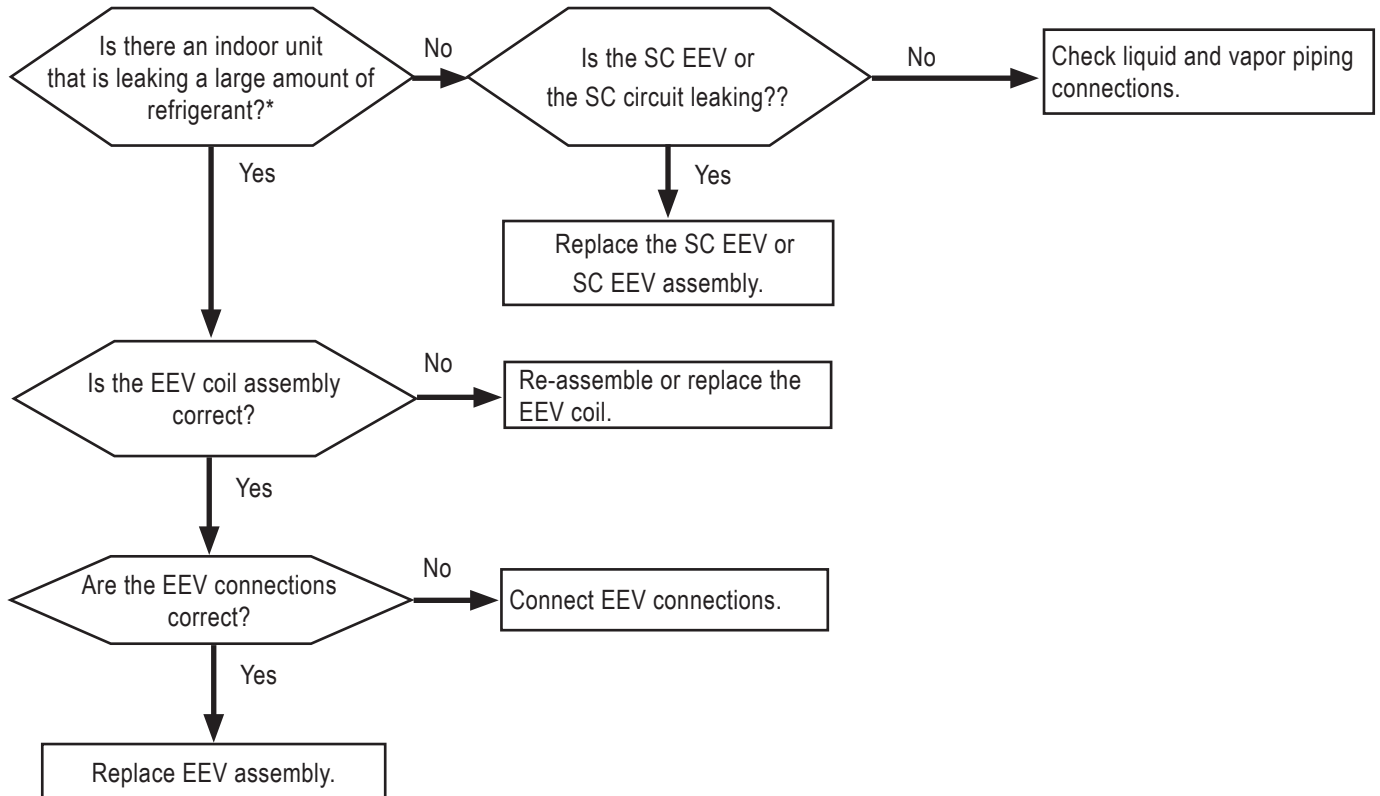 Is there an indoor unit
that is leaking a large amount of
refrigerant?*
No
Is the SC EEV or
the SC circuit leaking??
No
Check liquid and vapor piping
connections.
Yes
Yes
Replace the SC EEV or
SC EEV assembly.
Is the EEV coil assembly
correct?
No
Re-assemble or replace the
EEV coil.
Yes
Are the EEV connections
correct?
No
Connect EEV connections.
Yes
Replace EEV assembly.